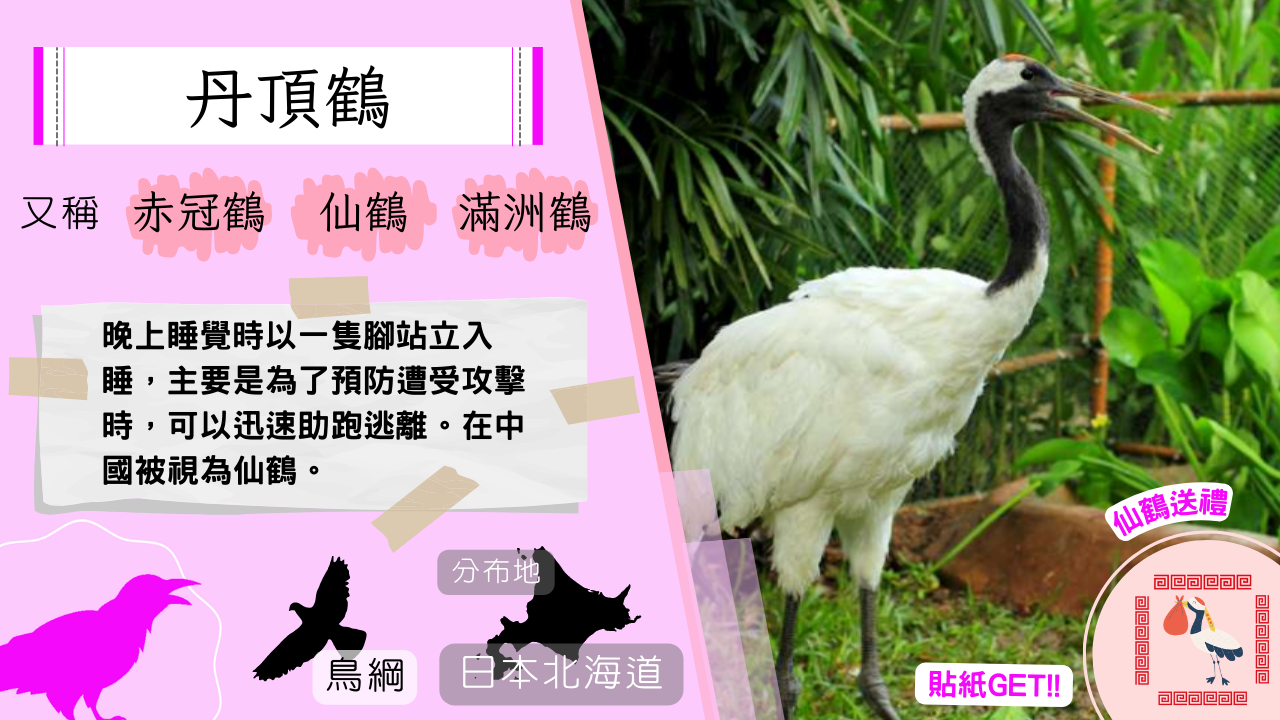 丹頂鶴
又稱 赤冠鶴 仙鶴 滿洲鶴
晚上睡覺時以一隻腳站立入
睡，主要是為了預防遭受攻擊
時，可以迅速助跑逃離。在中
國被視為仙鶴。
分布地
鳥綱
日本北海道
仙鶴送禮
貼紙GET!!